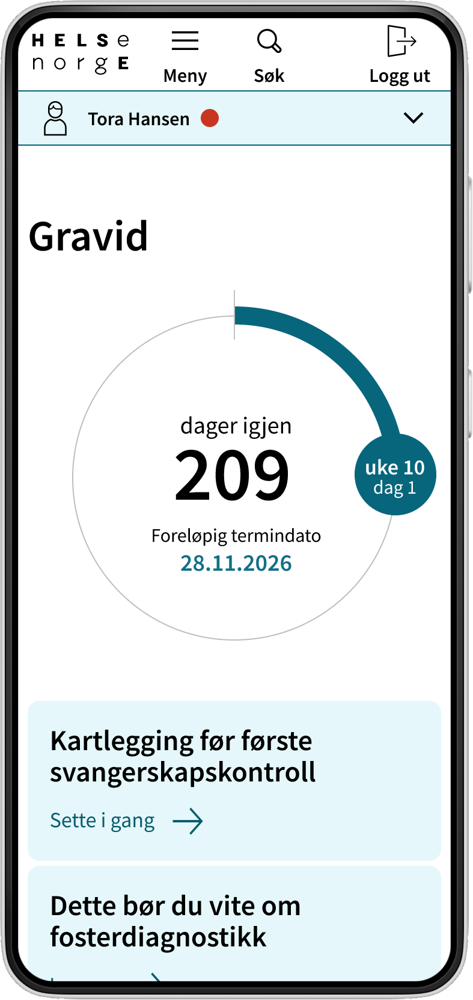 HELSe
norgE
Meny
Søk
Logg ut
Tora Hansen
Gravid
dager igjen
209
uke 10
dag 1
Foreløpig termindato
28.11.2026
Kartlegging før første
svangerskapskontroll
Sette i gang
Dette bør du vite om
fosterdiagnostikk